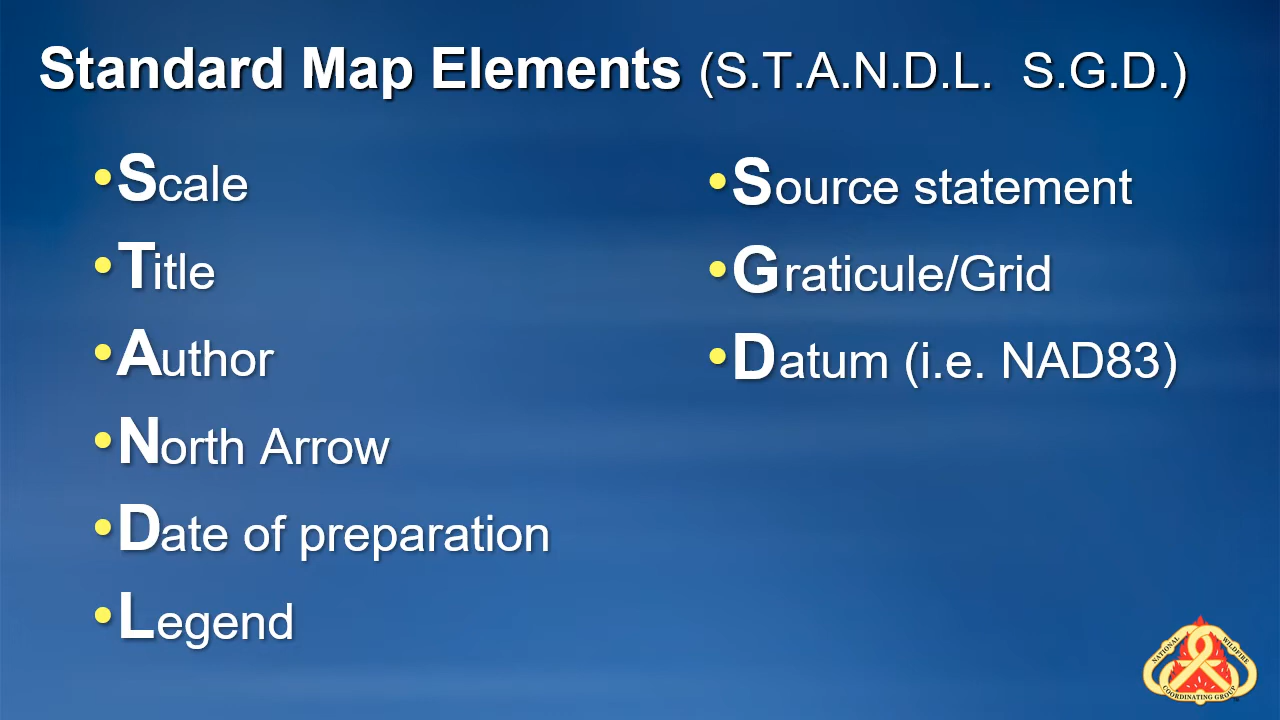 Standard Map Elements (S.T.A.N.D.L. S.G.D.)
•Scale
•Title
•Author
•North Arrow
•Date of preparation
•Legend
•Source statement
•Graticule/Grid
•Datum (i.e. NAD83)
NATIONAL WILDFIRE
COORDINATING GROUP